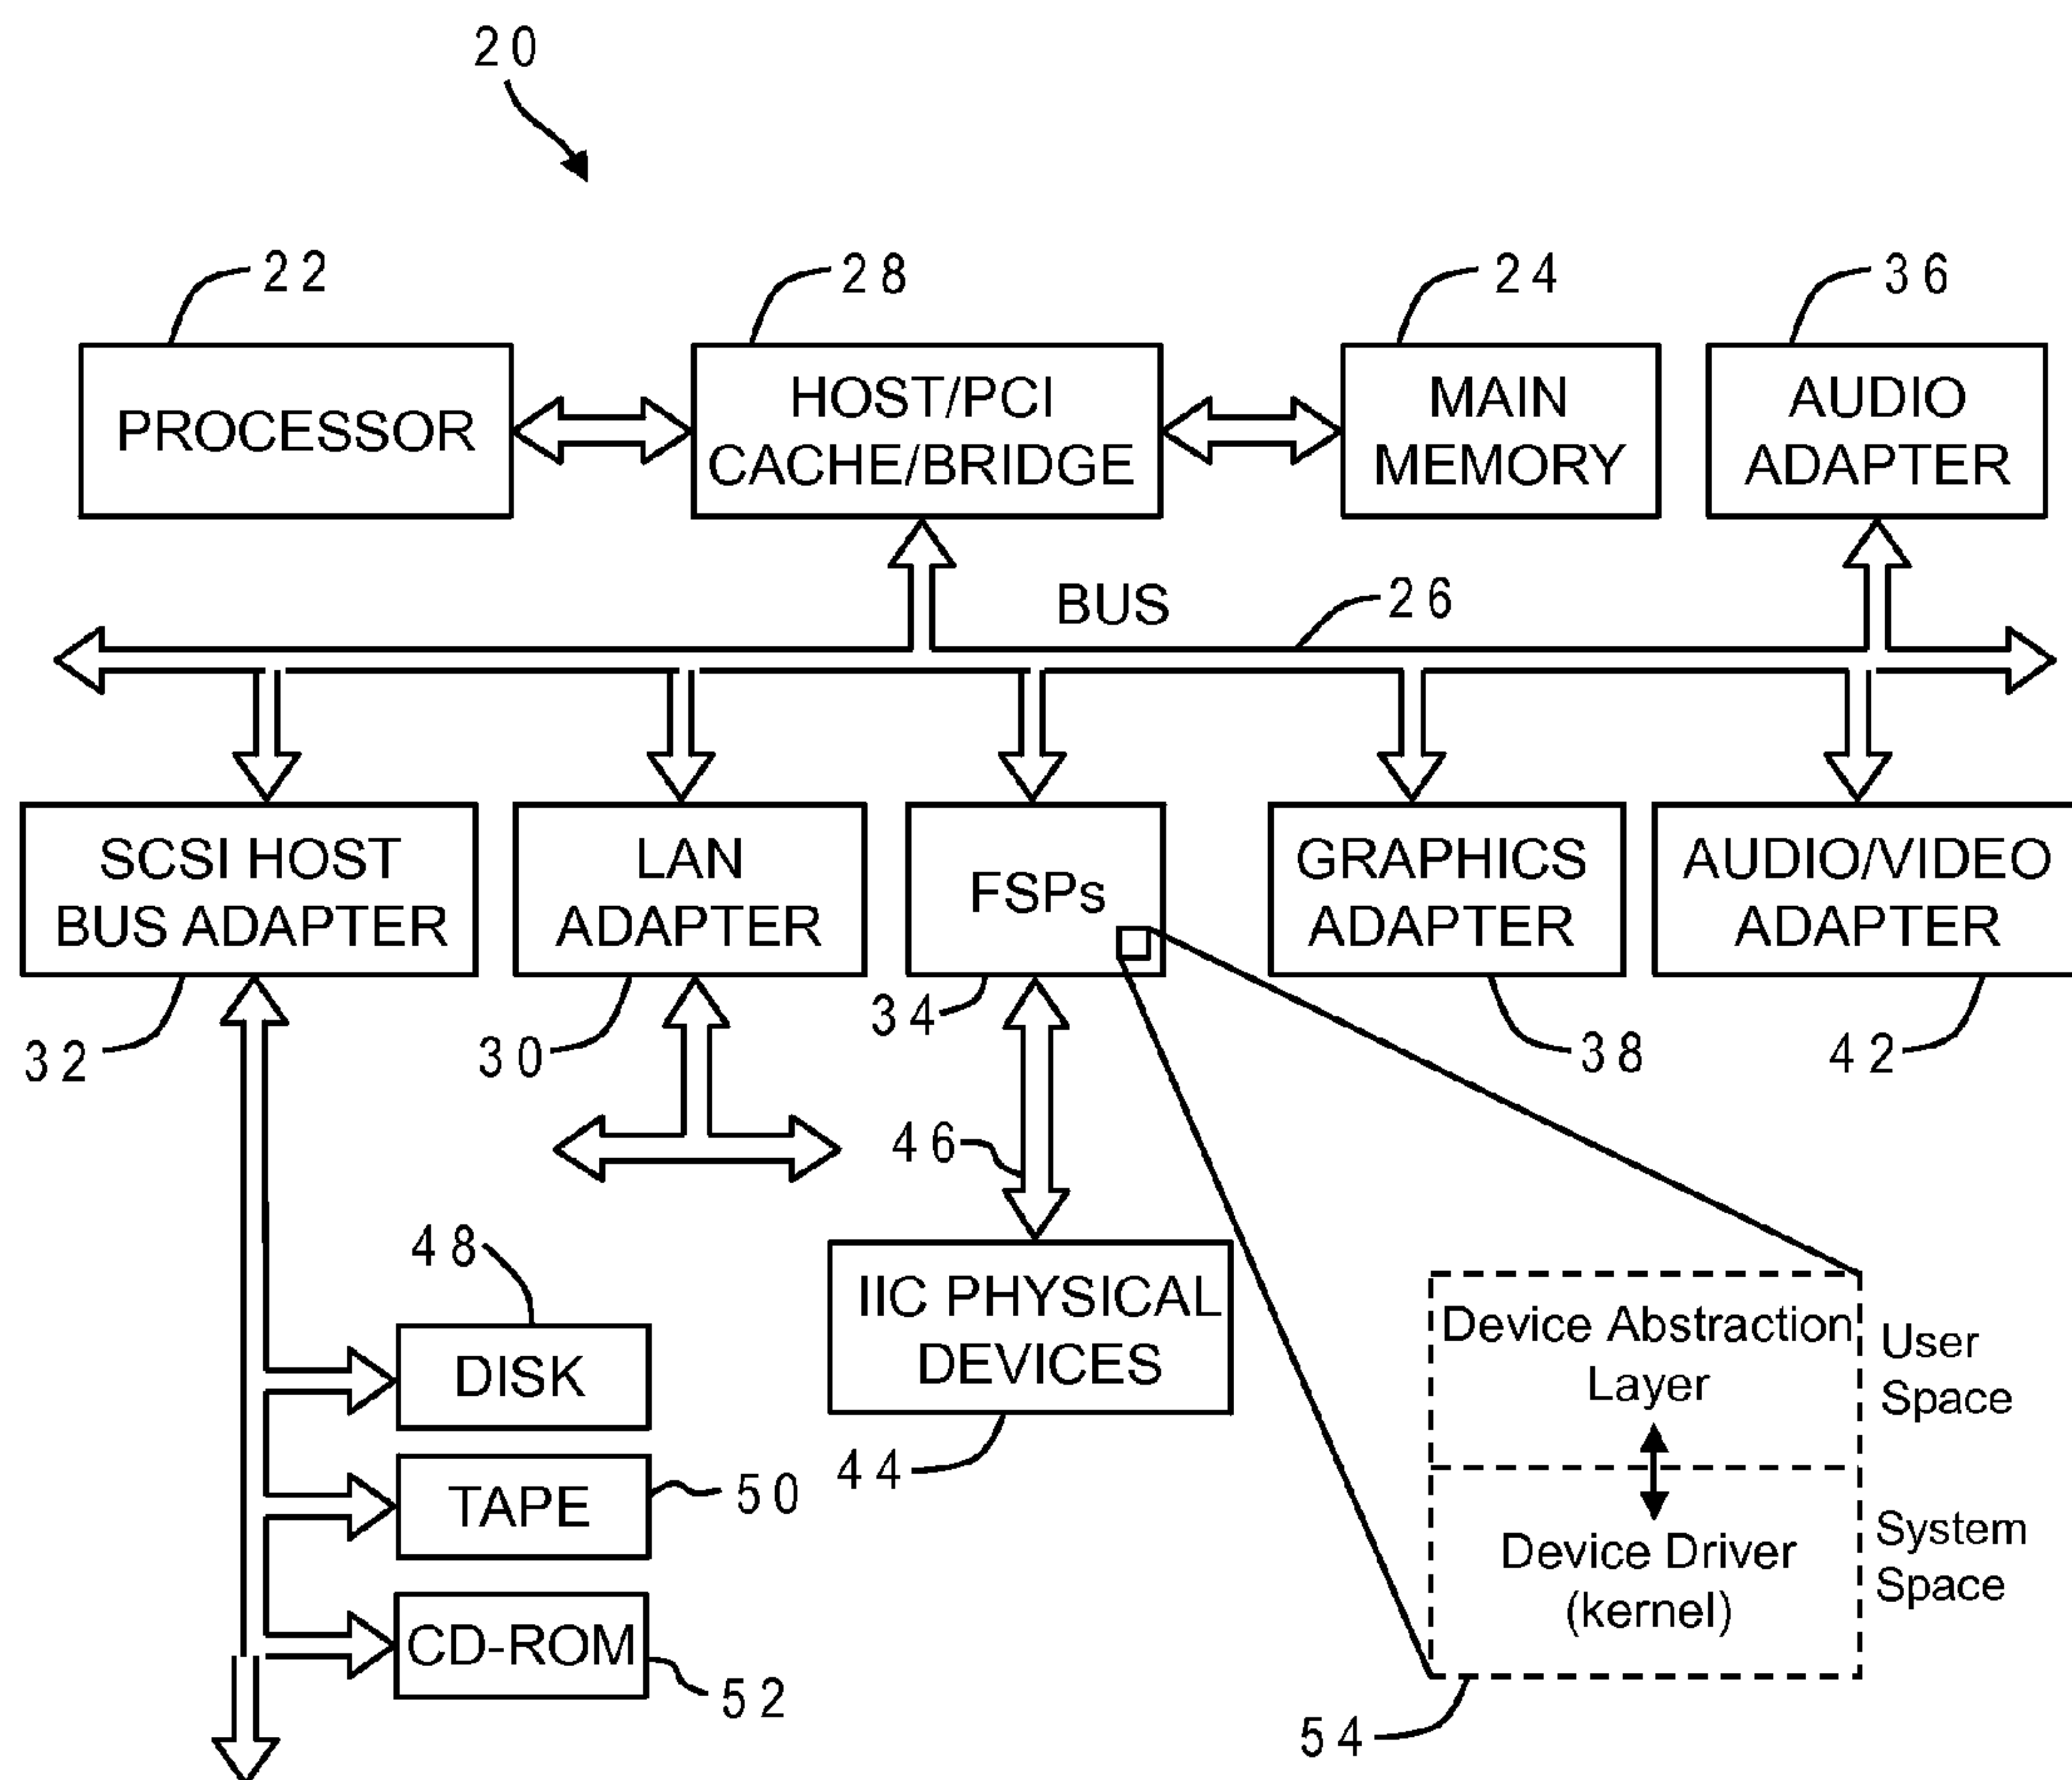 20
22
28
24
36
PROCESSOR
HOST/PCI
CACHE/BRIDGE
MAIN
MEMORY
AUDIO
ADAPTER
BUS
26
SCSI HOST
BUS ADAPTER
LAN
ADAPTER
FSPs
GRAPHICS
ADAPTER
AUDIO/VIDEO
ADAPTER
32
30
34
38
42
46
48
DISK
TAPE
50
CD-ROM
52
IIC PHYSICAL
DEVICES
44
Device Abstraction
Layer
User
Space
Device Driver
(kernel)
System
Space
54